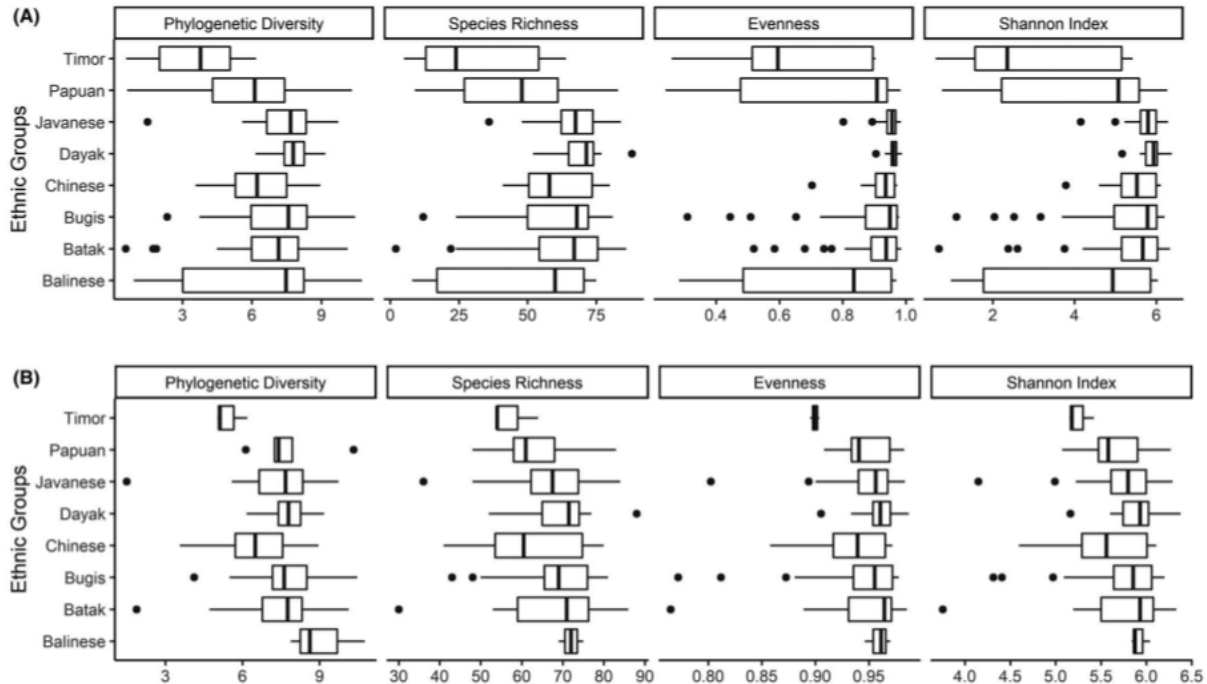 (A)
Phylogenetic Diversity Species Richness Evenness Shannon Index
Ethnic Groups
Timor
Papuan
Javanese
Dayak
Chinese
Bugis
Batak
Balinese
3 6 9 0 25 50 75 0.4 0.6 0.8 1.0 2 4 6
(B)
Phylogenetic Diversity Species Richness Evenness Shannon Index
Ethnic Groups
Timor
Papuan
Javanese
Dayak
Chinese
Bugis
Batak
Balinese
3 6 9 30 40 50 60 70 80 90 0.80 0.85 0.90 0.95 4.0 4.5 5.0 5.5 6.0 6.5